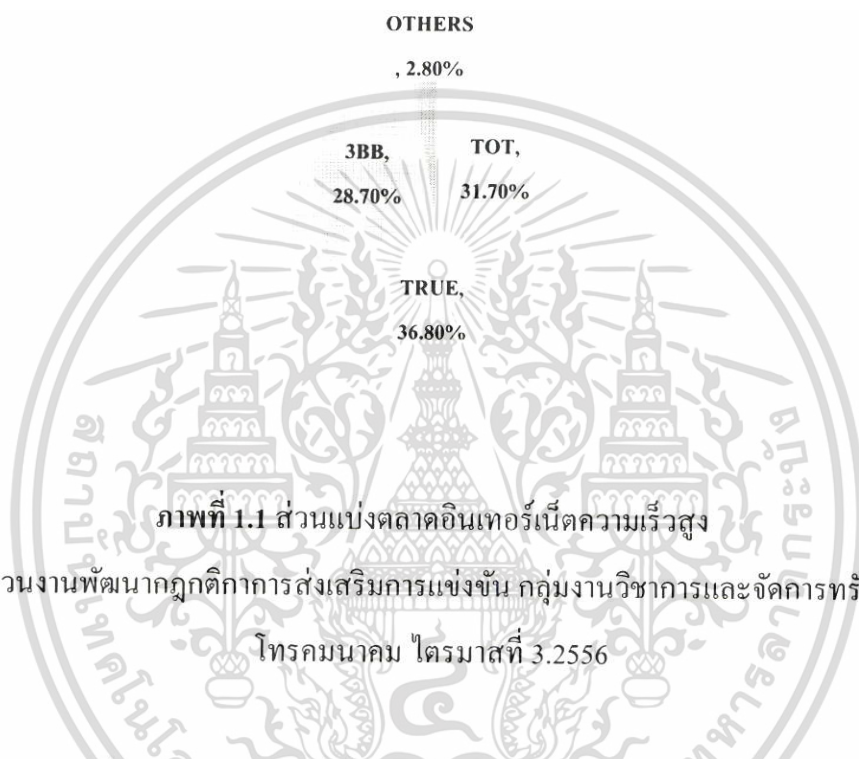 OTHERS
, 2.80%
3BB,
TOT,
28.70%
31.70%
TRUE,
36.80%
ภาพที่ 1.1 ส่วนแบ่งตลาดอินเทอร์เน็ตความเร็วสูง
วนงานพัฒนากฎกติกาการส่งเสริมการแข่งขัน กลุ่มงานวิชาการและจัดการทรั
โทรคมนาคม ไตรมาสที่ 3.2556